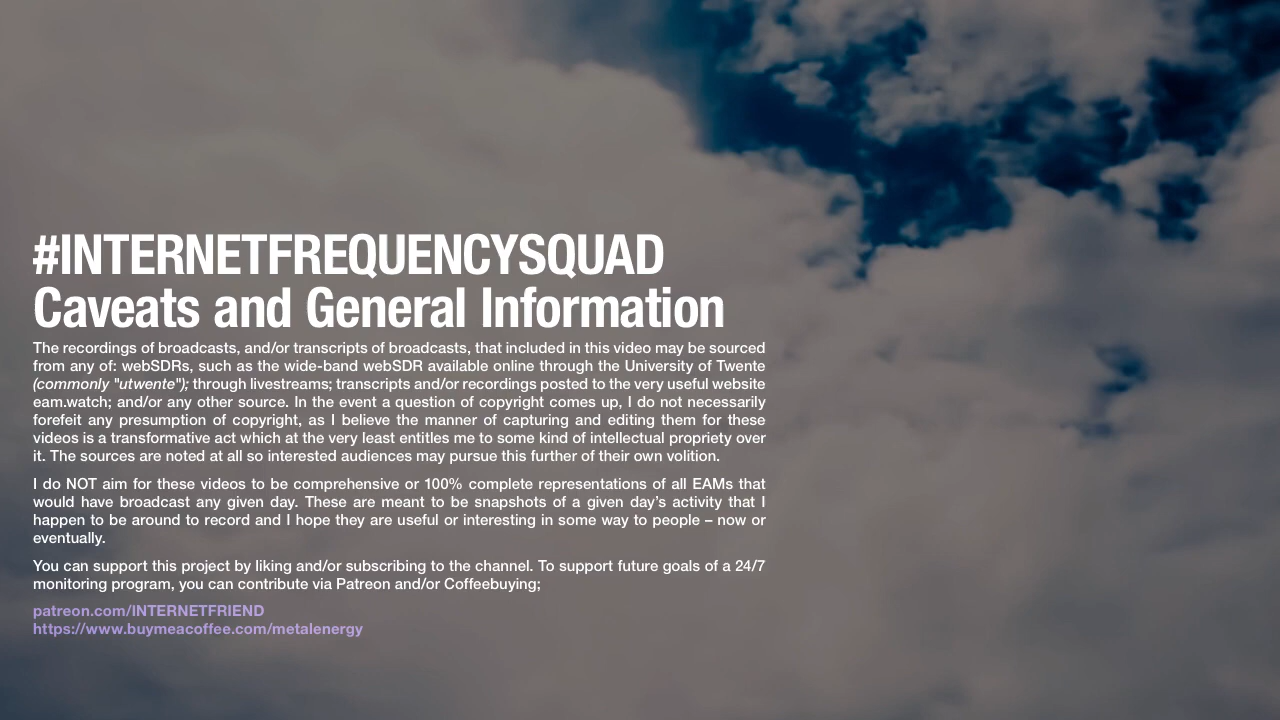 #INTERNETFREQUENCYSQUAD
Caveats and General Information
The recordings of broadcasts, and/or transcripts of broadcasts, that included in this video may be sourced
from any of: webSDRs, such as the wide-band webSDR available online through the University of Twente
(commonly "utwente"); through livestreams; transcripts and/or recordings posted to the very useful website
eam.watch; and/or any other source. In the event a question of copyright comes up, I do not necessarily
forefeit any presumption of copyright, as I believe the manner of capturing and editing them for these
videos is a transformative act which at the very least entitles me to some kind of intellectual propriety over
it. The sources are noted at all so interested audiences may pursue this further of their own volition.
I do NOT aim for these videos to be comprehensive or 100% complete representations of all EAMs that
would have broadcast any given day. These are meant to be snapshots of a given day's activity that I
happen to be around to record and I hope they are useful or interesting in some way to people – now or
eventually.
You can support this project by liking and/or subscribing to the channel. To support future goals of a 24/7
monitoring program, you can contribute via Patreon and/or Coffeebuying;
patreon.com/INTERNETFRIEND
https://www.buymeacoffee.com/metalenergy